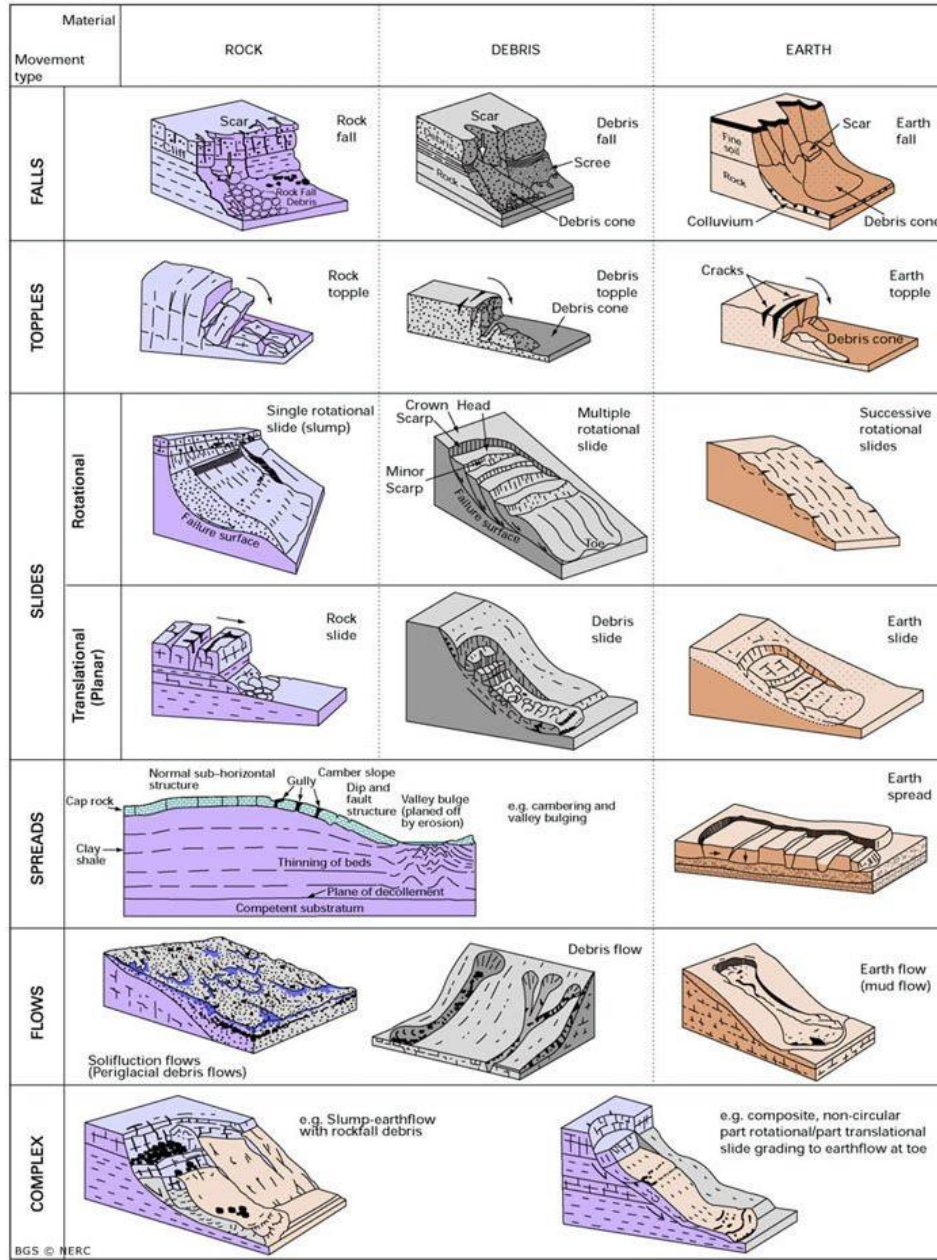 Material
Movement
type
ROCK
DEBRIS
EARTH
FALLS
Scar
Cliff
Rock
fall
Rock Fall
Debris
Scar
Debris
Rock
Debris
fall
Scree
Debris cone
Fine
soil
Rock
Earth
fall
Scar
Colluvium
Debris cone
TOPPLES
Rock
topple
Debris
topple
Debris cone
Cracks
Earth
topple
Debris cone
SLIDES
Rotational
Single rotational
slide (slump)
Failure surface
Crown
Head
Scarp
Minor
Scarp
Multiple
rotational
slide
Failure surface
Toe
Successive
rotational
slides
Translational
(Planar)
Rock
slide
Debris
slide
Earth
slide
SPREADS
Normal sub-horizontal
structure
Gully
Camber slope
Dip and
fault
structure
Valley bulge
(planed off
by erosion)
Cap rock
Clay
shale
Thinning of beds
Plane of decollement
Competent substratum
e.g. cambering and
valley bulging
Earth
spread
FLOWS
Solifluction flows
(Periglacial debris flows)
Debris flow
Earth flow
(mud flow)
COMPLEX
e.g. Slump-earthflow
with rockfall debris
e.g. composite, non-circular
part rotational/part translational
slide grading to earthflow at toe
BGS © NERC